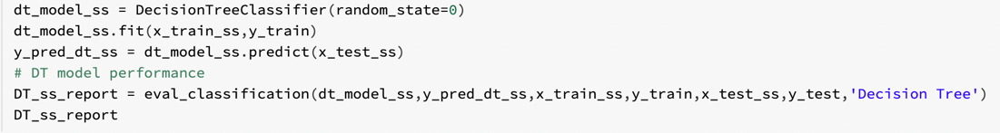 dt_model_ss = DecisionTreeClassifier(random_state=0)
dt_model_ss.fit(x_train_ss,y_train)
y_pred_dt_ss = dt_model_ss.predict(x_test_ss)
# DT model performance
DT_ss_report = eval_classification(dt_model_ss,y_pred_dt_ss,x_train_ss,y_train,x_test_ss,y_test,'Decision Tree')
DT_ss_report